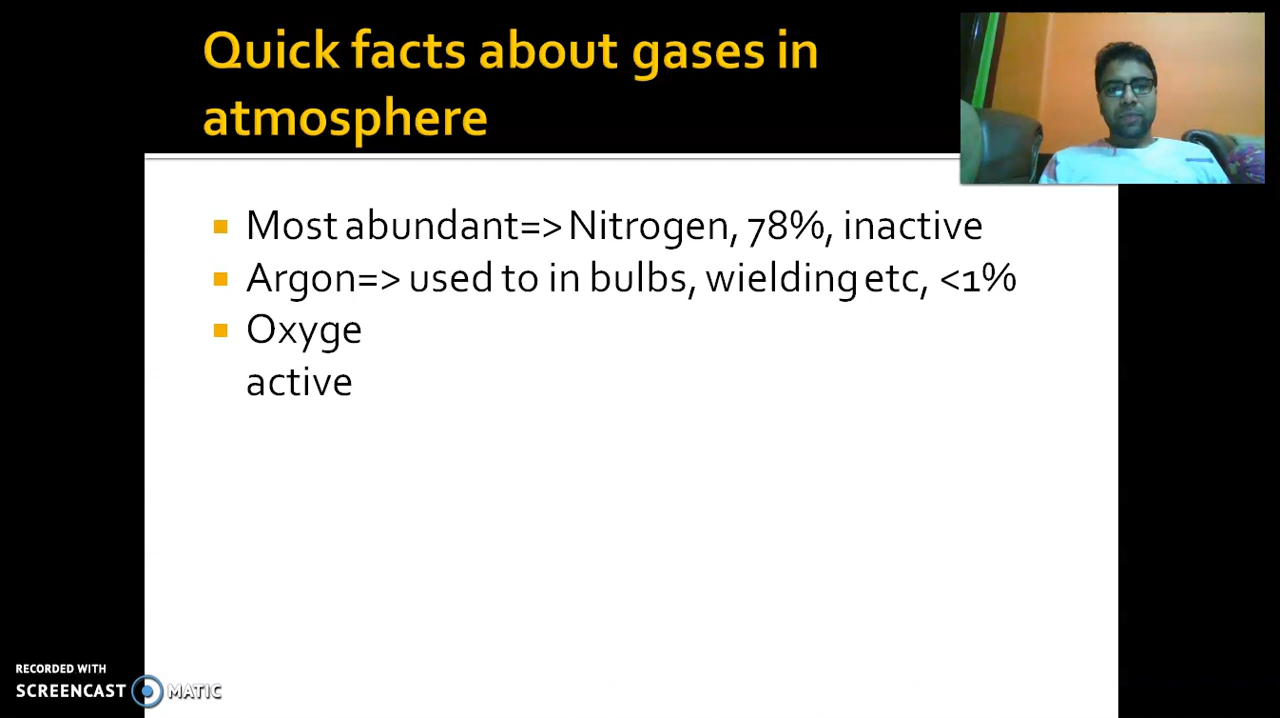 Quick facts about gases in
atmosphere
Most abundant=> Nitrogen, 78%, inactive
Argon=> used to in bulbs, wielding etc, <1%
Oxyge
active
RECORDED WITH
SCREENCAST MATIC